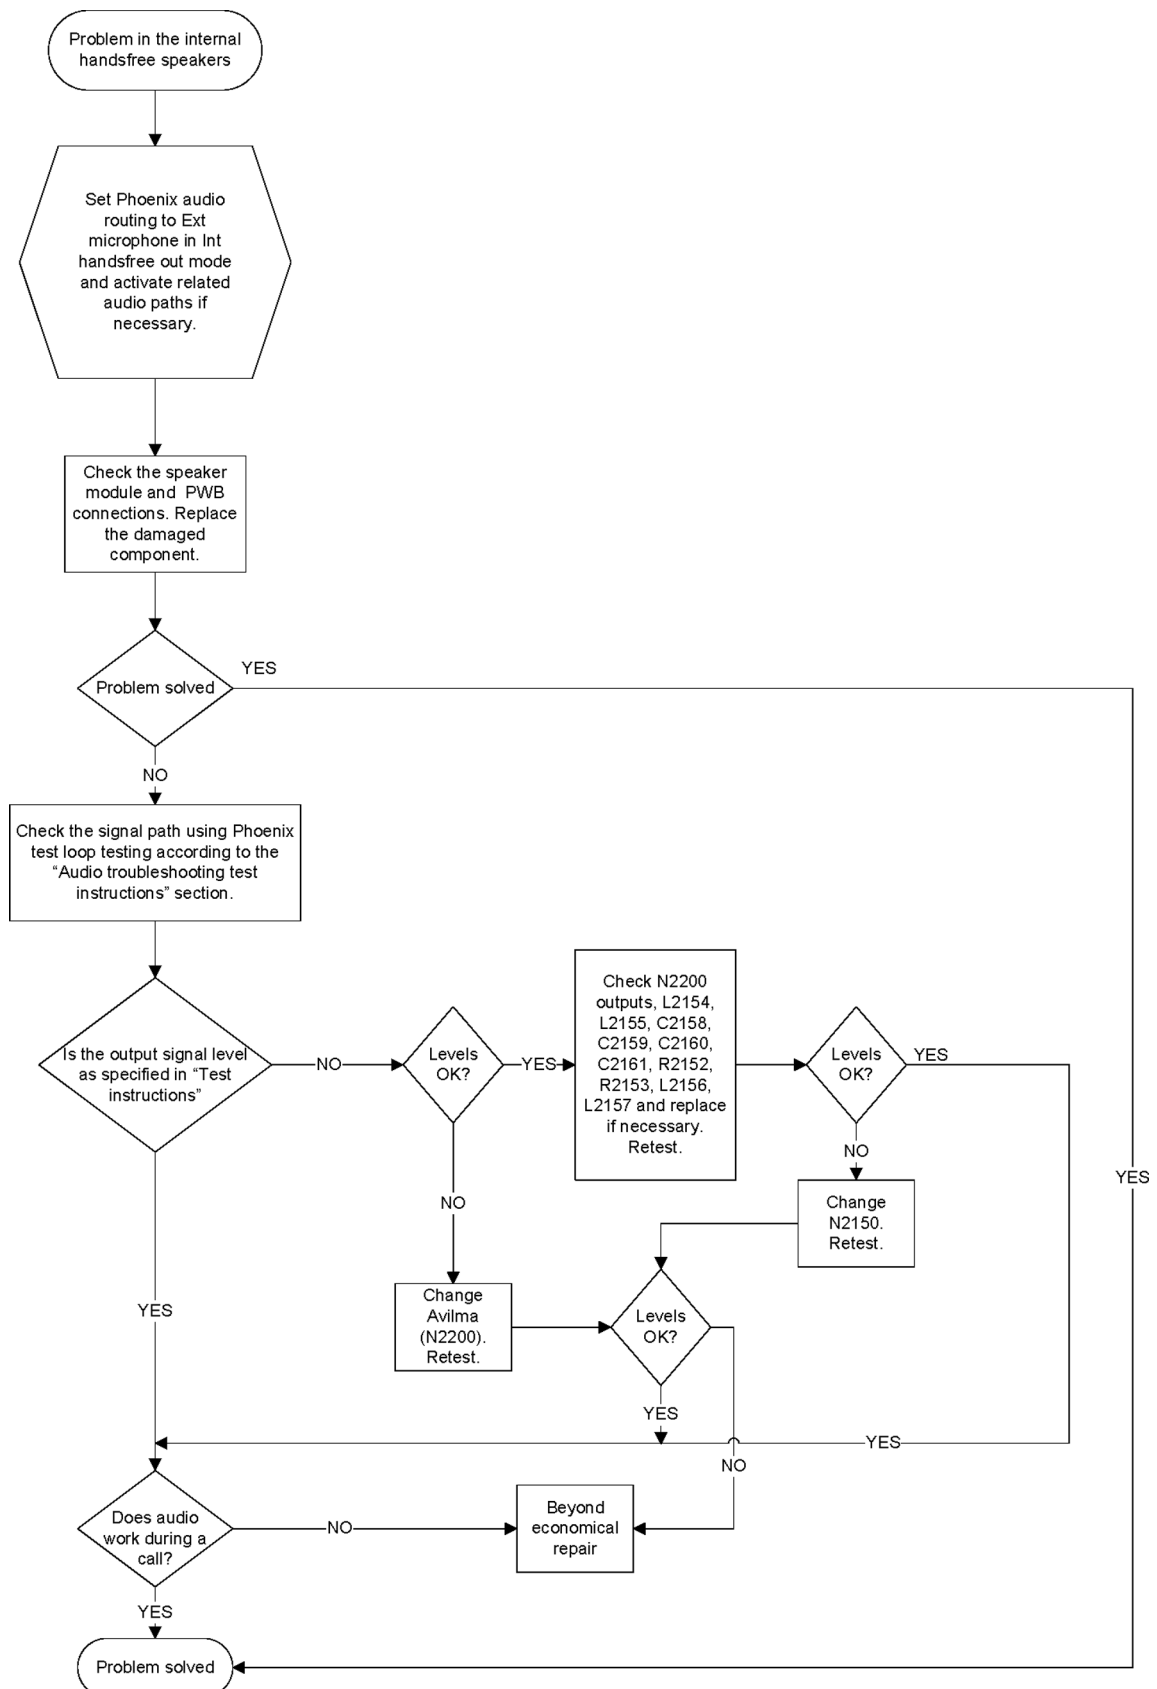 Problem in the internal
handsfree speakers
Set Phoenix audio
routing to Ext
microphone in Int
handsfree out mode
and activate related
audio paths if
necessary.
Check the speaker
module and PWB
connections. Replace
the damaged
component.
YES
Problem solved
NO
Check the signal path using Phoenix
test loop testing according to the
“Audio troubleshooting test
instructions” section.
Is the output signal level
as specified in “Test
instructions”
NO
Levels
OK?
YES
Check N2200
outputs, L2154,
L2155, C2158,
C2159, C2160,
C2161, R2152,
R2153, L2156,
L2157 and replace
if necessary.
Retest.
Levels
OK?
YES
NO
YES
NO
Change
N2150.
Retest.
YES
Change
Avilma
(N2200).
Retest.
Levels
OK?
YES
YES
NO
Does audio
work during a
call?
NO
Beyond
economical
repair
YES
Problem solved